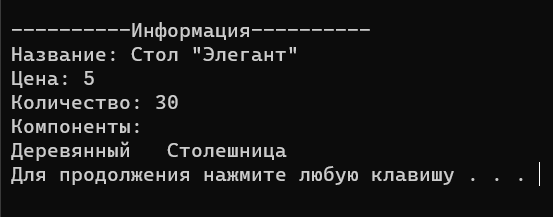 ----------Информация----------
Название: Стол "Элегант"
Цена: 5
Количество: 30
Компоненты:
Деревянный   Столешница
Для продолжения нажмите любую клавишу . . .